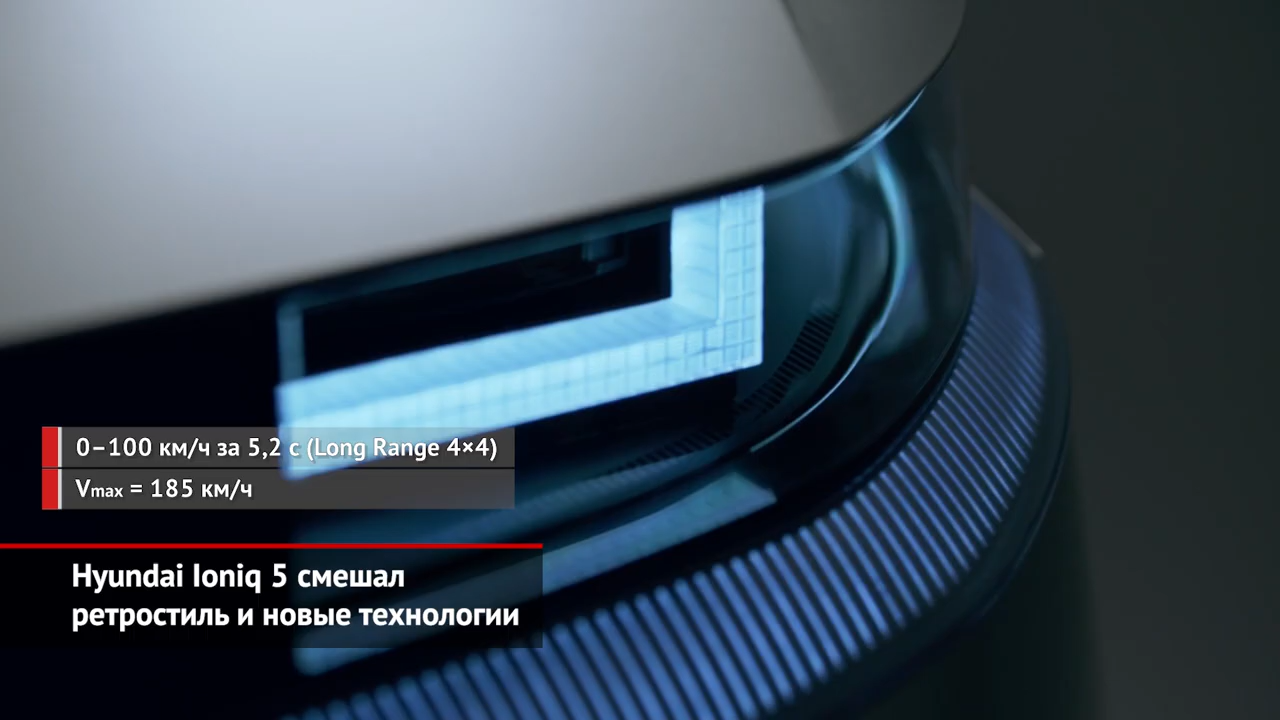 0–100 км/ч за 5,2 с (Long Range 4×4)
Vmax = 185 км/ч
Hyundai Ioniq 5 смешал
ретростиль и новые технологии